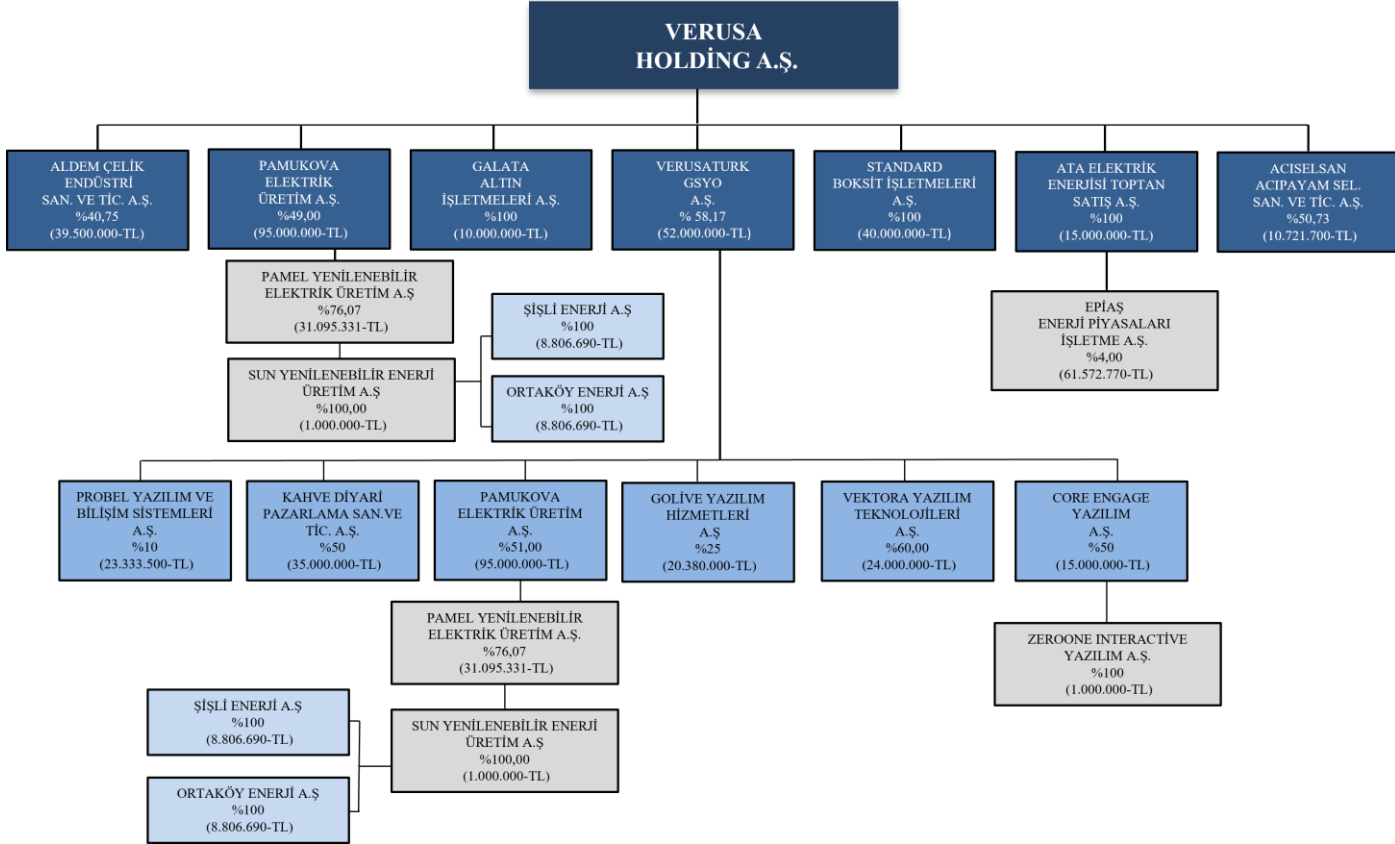 VERUSA
HOLDİNG A.Ş.
ALDEM ÇELİK
ENDÜSTRİ
SAN. VE TİC. A.Ş.
%40,75
(39.500.000-TL)
PAMUKOVA
ELEKTRİK
ÜRETİM A.Ş.
%49,00
(95.000.000-TL)
GALATA
ALTIN
İŞLETMELERİ A.Ş.
%100
(10.000.000-TL)
VERUSATURK
GSYO
A.Ş.
% 58,17
(52.000.000-TL)
STANDARD
BOKSİT İŞLETMELERİ
A.Ş.
%100
(40.000.000-TL)
ATA ELEKTRİK
ENERJİSİ TOPTAN
SATIŞ A.Ş.
%100
(15.000.000-TL)
ACISELSAN
ACIPAYAM SEL.
SAN. VE TİC. A.Ş.
%50,73
(10.721.700-TL)
PAMEL YENİLENEBİLİR
ELEKTRİK ÜRETİM A.Ş
%76,07
(31.095.331-TL)
SUN YENİLENEBİLİR ENERJİ
ÜRETİM A.Ş
%100,00
(1.000.000-TL)
ŞİŞLİ ENERJİ A.Ş
%100
(8.806.690-TL)
ORTAKÖY ENERJİ A.Ş
%100
(8.806.690-TL)
EPİAŞ
ENERJİ PİYASALARI
İŞLETME A.Ş.
%4,00
(61.572.770-TL)
PROBEL YAZILIM VE
BİLİŞİM SİSTEMLERİ
A.Ş.
%10
(23.333.500-TL)
KAHVE DİYARİ
PAZARLAMA SAN.VE
TİC. A.Ş.
%50
(35.000.000-TL)
PAMUKOVA
ELEKTRİK ÜRETİM
A.Ş.
%51,00
(95.000.000-TL)
GOLİVE YAZILIM
HİZMETLERİ
A.Ş
%25
(20.380.000-TL)
VEKTORA YAZILIM
TEKNOLOJİLERİ
A.Ş.
%60,00
(24.000.000-TL)
CORE ENGAGE
YAZILIM
A.Ş.
%50
(15.000.000-TL)
PAMEL YENİLENEBİLİR
ELEKTRİK ÜRETİM A.Ş.
%76,07
(31.095.331-TL)
SUN YENİLENEBİLİR ENERJİ
ÜRETİM A.Ş
%100,00
(1.000.000-TL)
ŞİŞLİ ENERJİ A.Ş
%100
(8.806.690-TL)
ORTAKÖY ENERJİ A.Ş
%100
(8.806.690-TL)
ZEROONE INTERACTİVE
YAZILIM A.Ş.
%100
(1.000.000-TL)